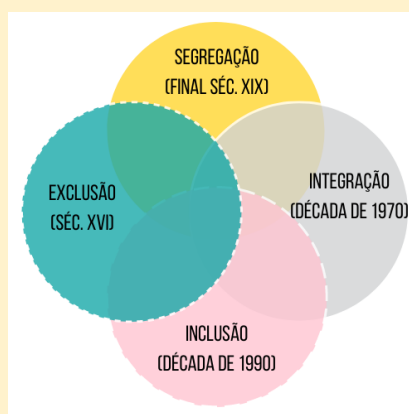 SEGREGAÇÃO
(FINAL SÉC. XIX)
EXCLUSÃO
(SÉC. XVI)
INTEGRAÇÃO
(DÉCADA DE 1970)
INCLUSÃO
(DÉCADA DE 1990)